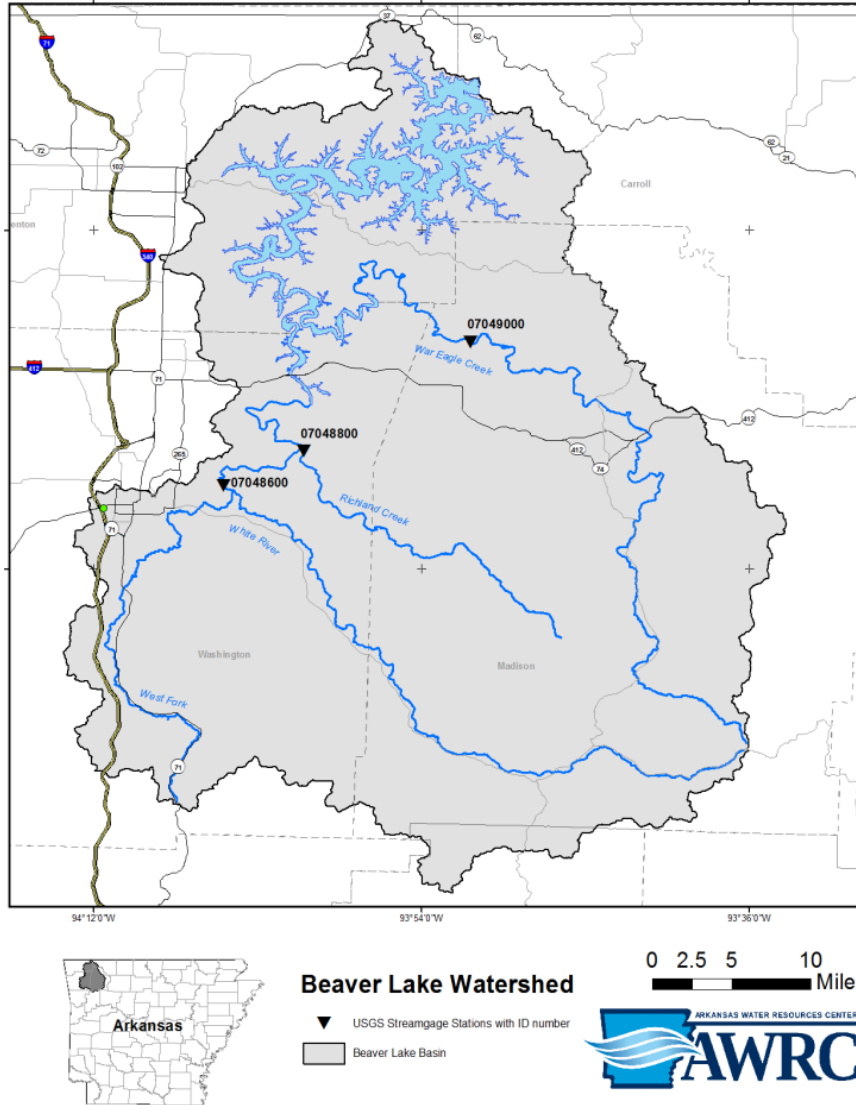 37
71
62
72
102
62
21
Carroll
enton
540
07049000
War Eagle Creek
412
71
412
07048800
265
412
74
07048600
71
Richland Creek
White River
Washington
Madison
West Fork
71
94°12'0"W
93°54'0"W
93°36'0"W
Beaver Lake Watershed
0 2.5 5 10
Mile
USGS Streamgage Stations with ID number
Arkansas
Beaver Lake Basin
ARKANSAS WATER RESOURCES CENTER
AWRC